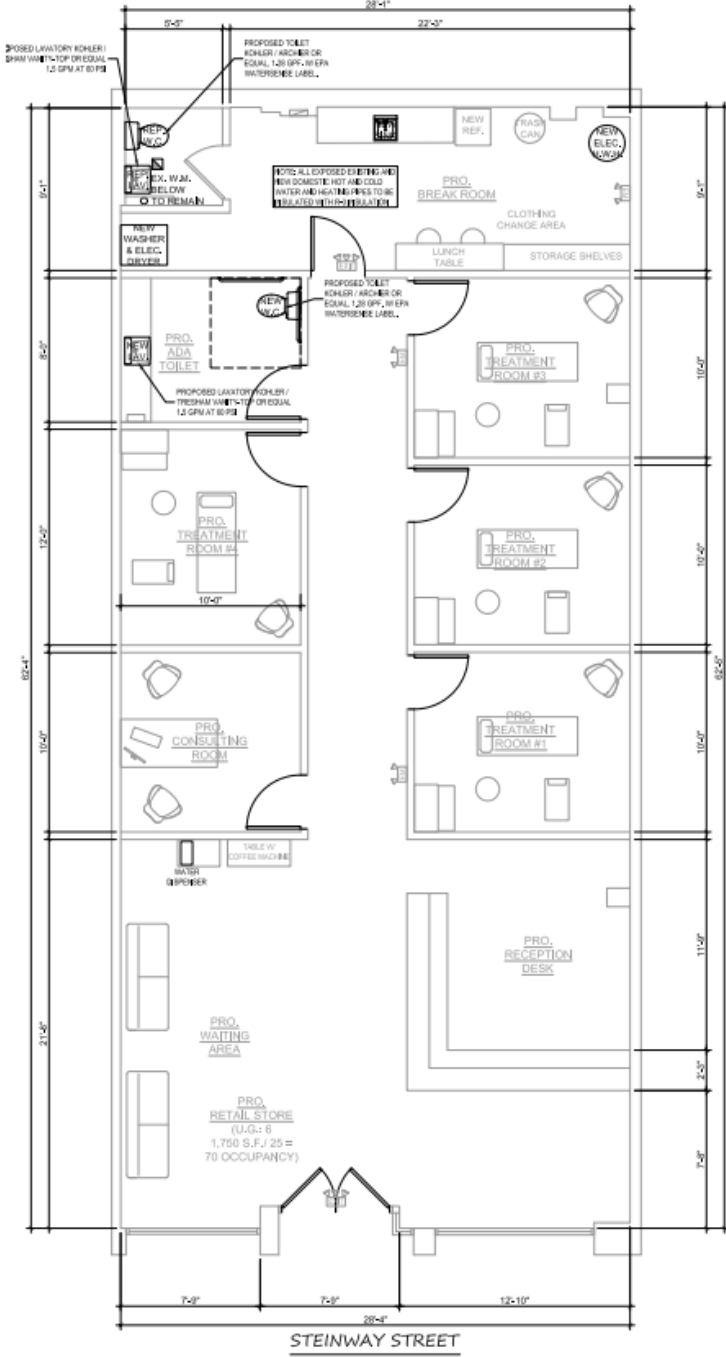 28'-1"
5'-5"
22'-3"
POSED LAVATORY KOHLER /
SHAM VANITY-TOP OR EQUAL
1.5 GPM AT 60 PSI
PROPOSED TOILET
KOHLER / ARCHER OR
EQUAL, 1.28 GPF, W/ EPA
WATERSENSE LABEL.
REP.
W.C.
REP.
LAV.
EX. W.M.
BELOW
TO REMAIN
NEW
REF.
TRASH
CAN
NEW
ELEC.
H.W.H.
NOTE: ALL EXPOSED EXISTING AND
NEW DOMESTIC HOT AND COLD
WATER AND HEATING PIPES TO BE
INSULATED WITH R-3 INSULATION
PRO.
BREAK ROOM
CLOTHING
CHANGE AREA
9'-1"
9'-1"
NEW
WASHER
& ELEC.
DRYER
LUNCH
TABLE
STORAGE SHELVES
PROPOSED TOILET
KOHLER / ARCHER OR
EQUAL, 1.28 GPF, W/ EPA
WATERSENSE LABEL.
NEW
W.C.
NEW
LAV.
PRO.
ADA
TOILET
8'-0"
PROPOSED LAVATORY KOHLER /
TRESHAM VANITY-TOP OR EQUAL
1.5 GPM AT 60 PSI
PRO.
TREATMENT
ROOM #3
10'-0"
PRO.
TREATMENT
ROOM #4
12'-0"
10'-0"
PRO.
TREATMENT
ROOM #2
10'-0"
62'-4"
62'-6"
PRO.
CONSULTING
ROOM
10'-0"
PRO.
TREATMENT
ROOM #1
10'-0"
WATER
DISPENSER
TABLE W/
COFFEE MACHINE
PRO.
RECEPTION
DESK
11'-9"
PRO.
WAITING
AREA
21'-8"
2'-3"
PRO.
RETAIL STORE
(U.G.: 6
1,750 S.F./ 25 =
70 OCCUPANCY)
7'-8"
7'-9"
7'-9"
12'-10"
28'-4"
STEINWAY STREET